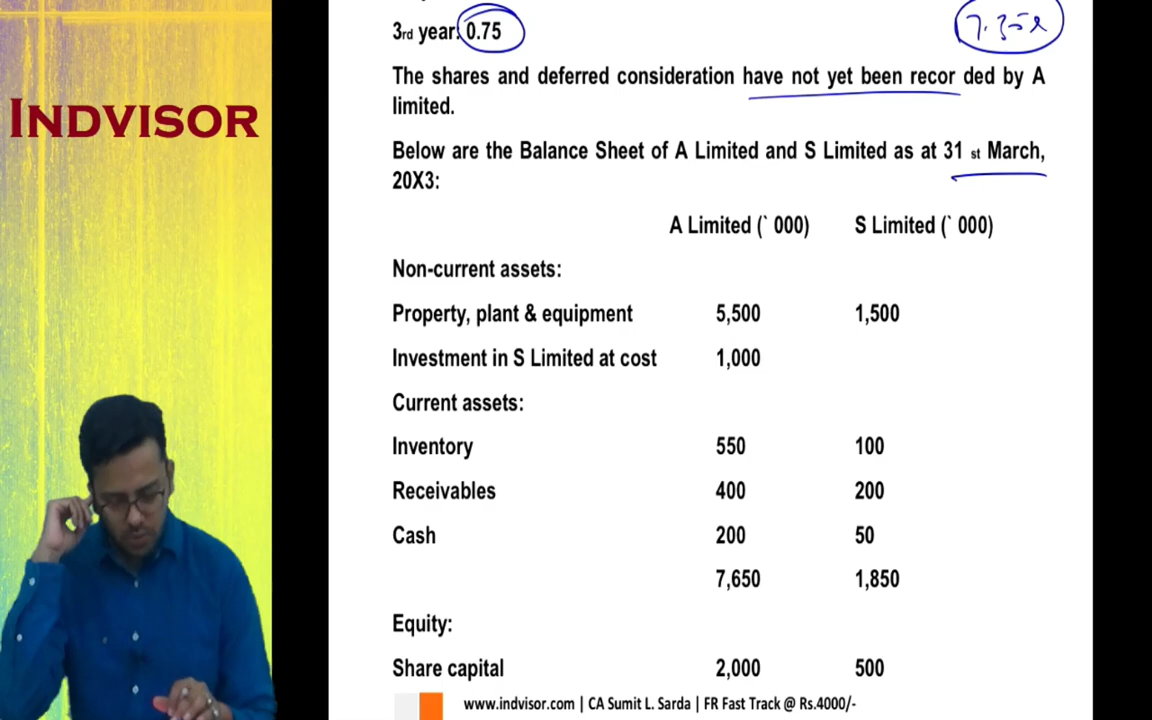 INDVISOR
3rd year: 0.75
7.35
The shares and deferred consideration have not yet been recor ded by A
limited.
Below are the Balance Sheet of A Limited and S Limited as at 31 st March,
20X3:
A Limited (` 000) S Limited (` 000)
Non-current assets:
Property, plant & equipment 5,500 1,500
Investment in S Limited at cost 1,000
Current assets:
Inventory 550 100
Receivables 400 200
Cash 200 50
7,650 1,850
Equity:
Share capital 2,000 500
www.indvisor.com | CA Sumit L. Sarda | FR Fast Track @ Rs.4000/-